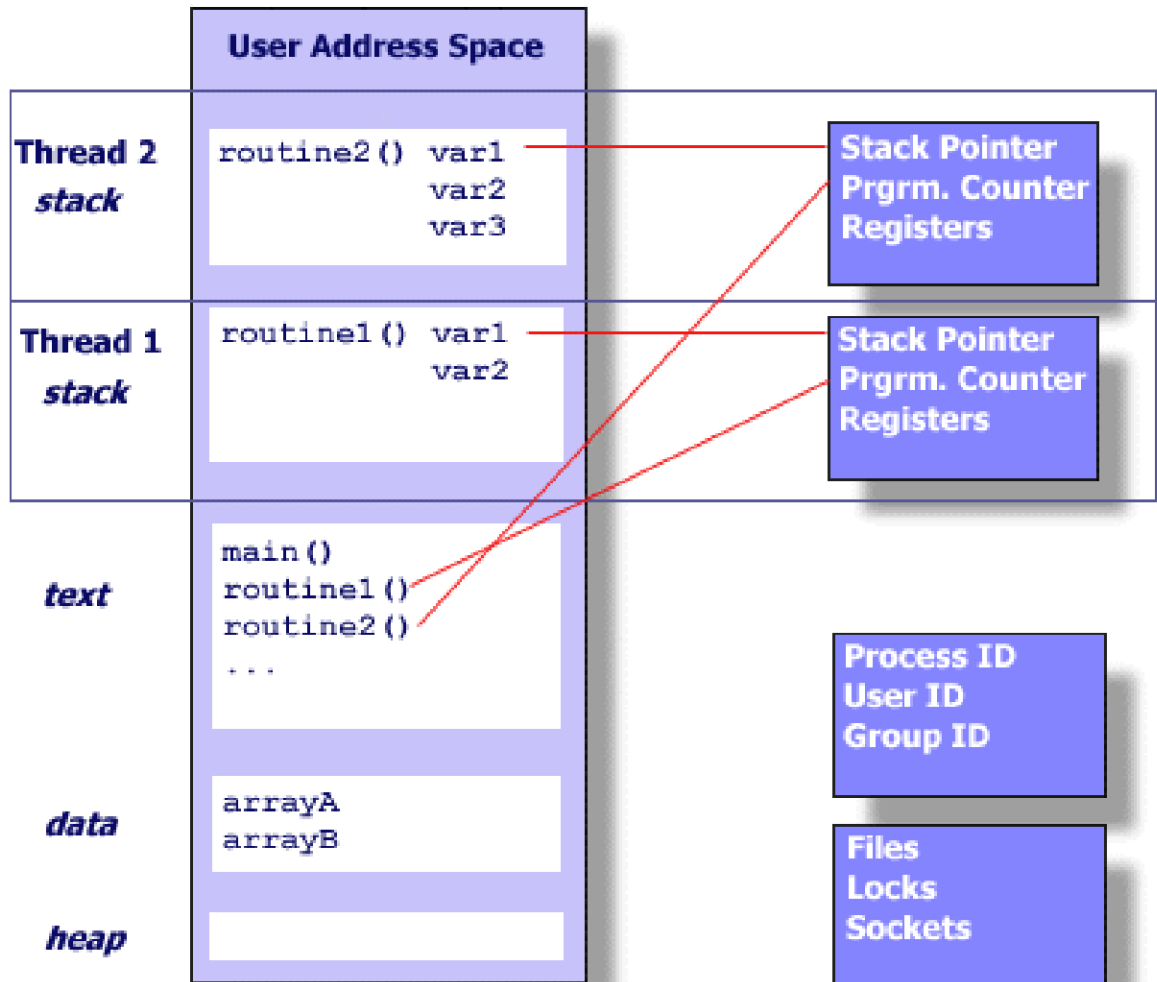 User Address Space
Thread 2
stack
routine2() var1
var2
var3
Stack Pointer
Prgrm. Counter
Registers
Thread 1
stack
routine1() var1
var2
Stack Pointer
Prgrm. Counter
Registers
text
main()
routine1()
routine2()
...
Process ID
User ID
Group ID
data
arrayA
arrayB
Files
Locks
Sockets
heap